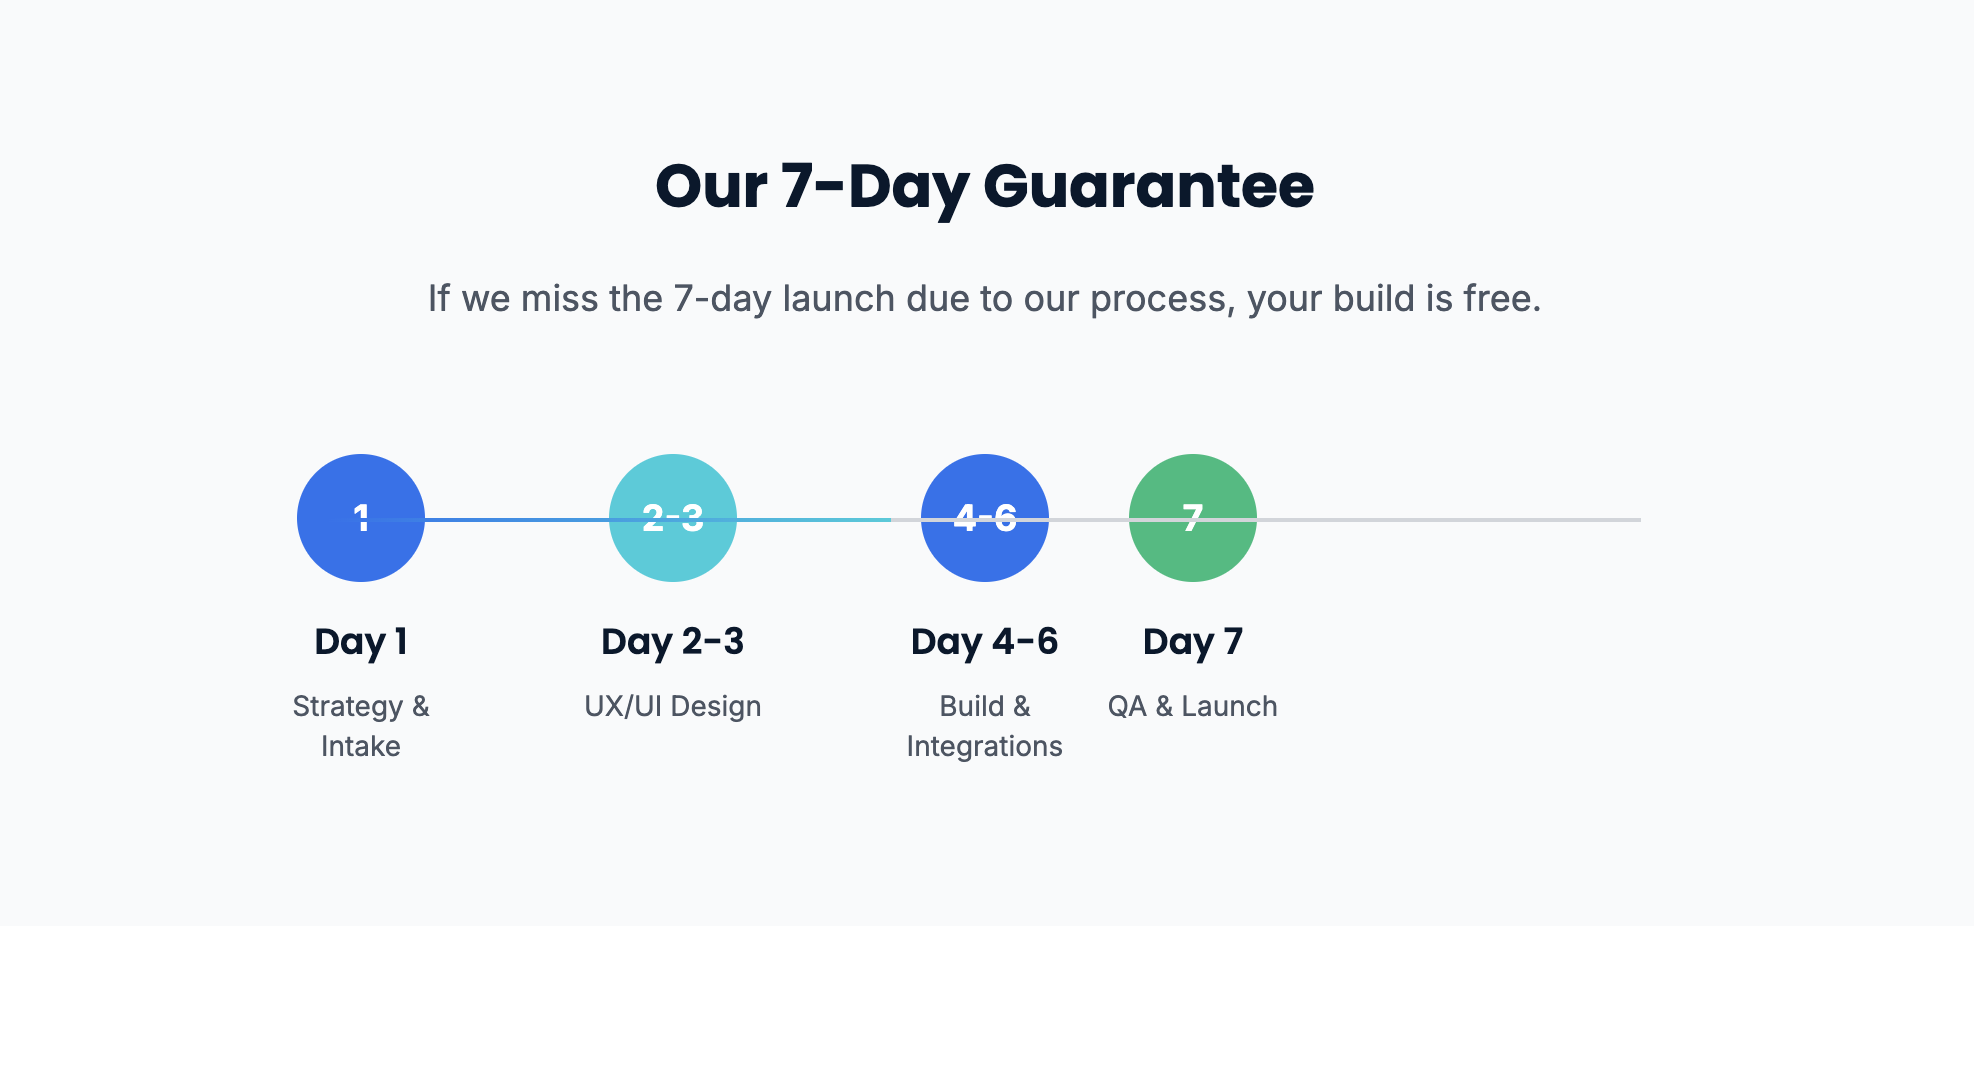 Our 7-Day Guarantee
If we miss the 7-day launch due to our process, your build is free.
1
2-3
4-6
7
Day 1
Day 2-3
Day 4-6
Day 7
Strategy &
Intake
UX/UI Design
Build &
Integrations
QA & Launch